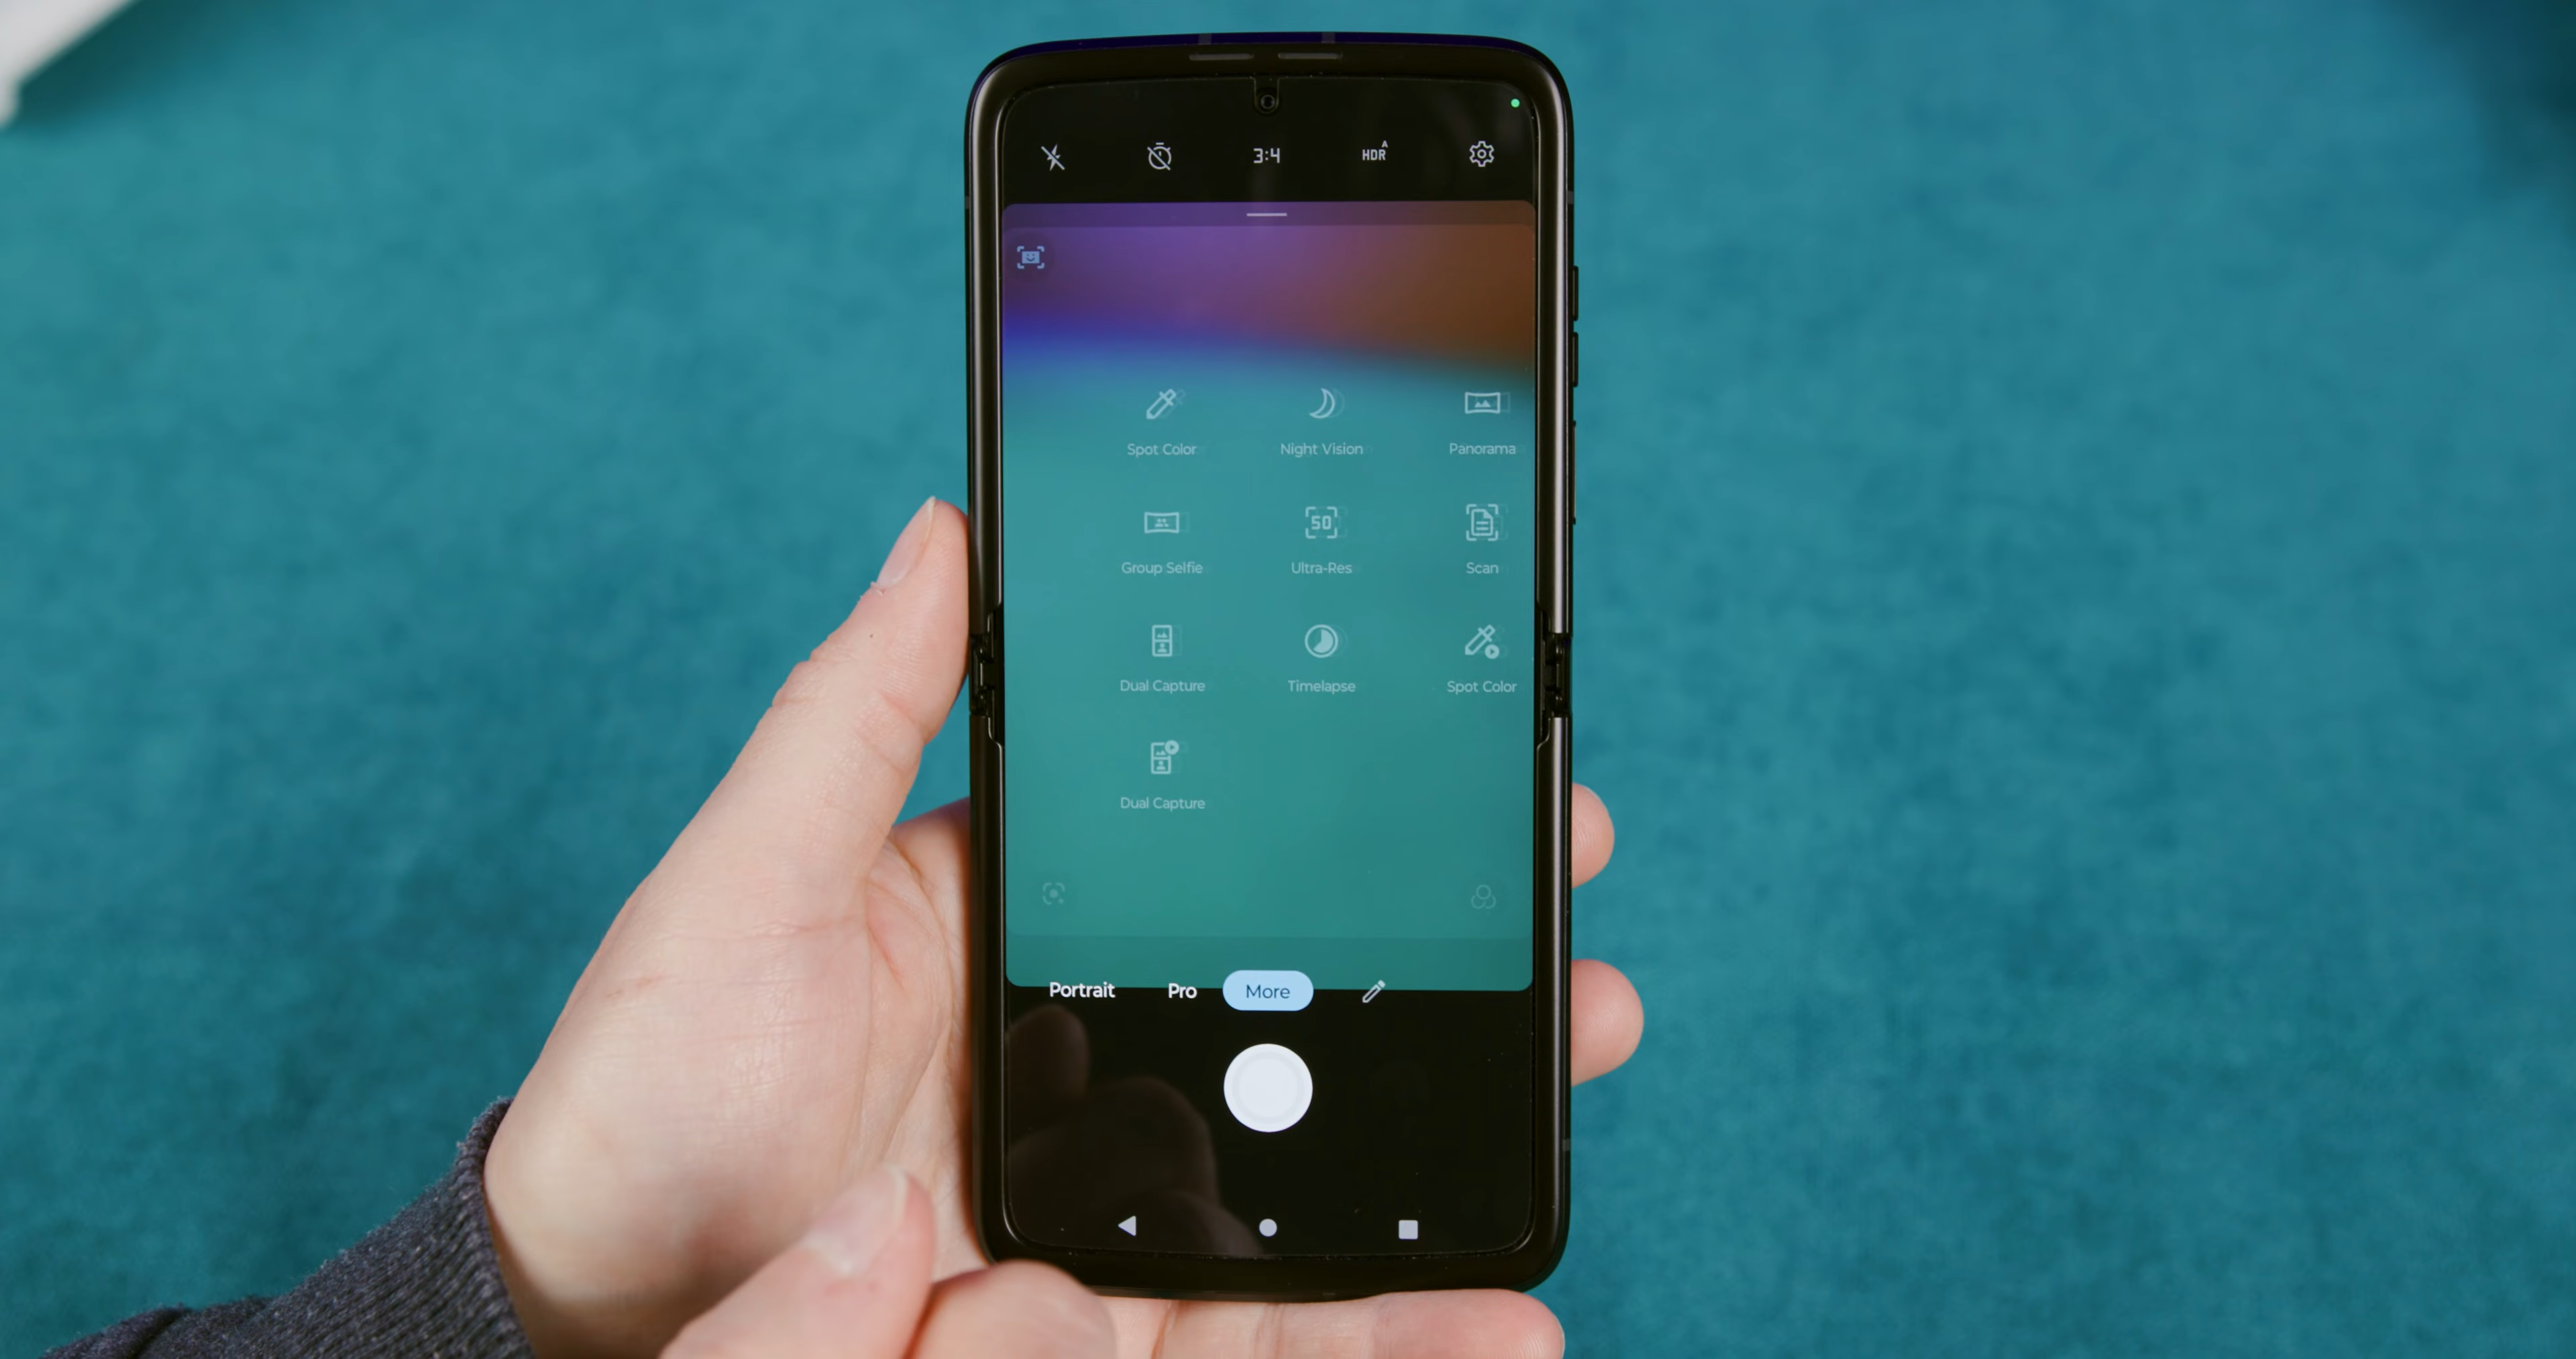 3:4 HDR A
Spot Color Night Vision Panorama
50
Group Selfie Ultra-Res Scan
Dual Capture Timelapse Spot Color
Dual Capture
Portrait Pro More